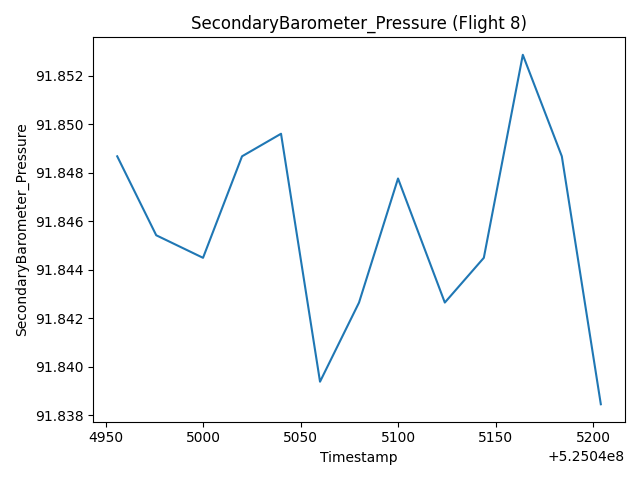 SecondaryBarometer_Pressure (Flight 8)
SecondaryBarometer_Pressure
91.852
91.850
91.848
91.846
91.844
91.842
91.840
91.838
4950 5000 5050 5100 5150 5200
Timestamp
+5.2504e8